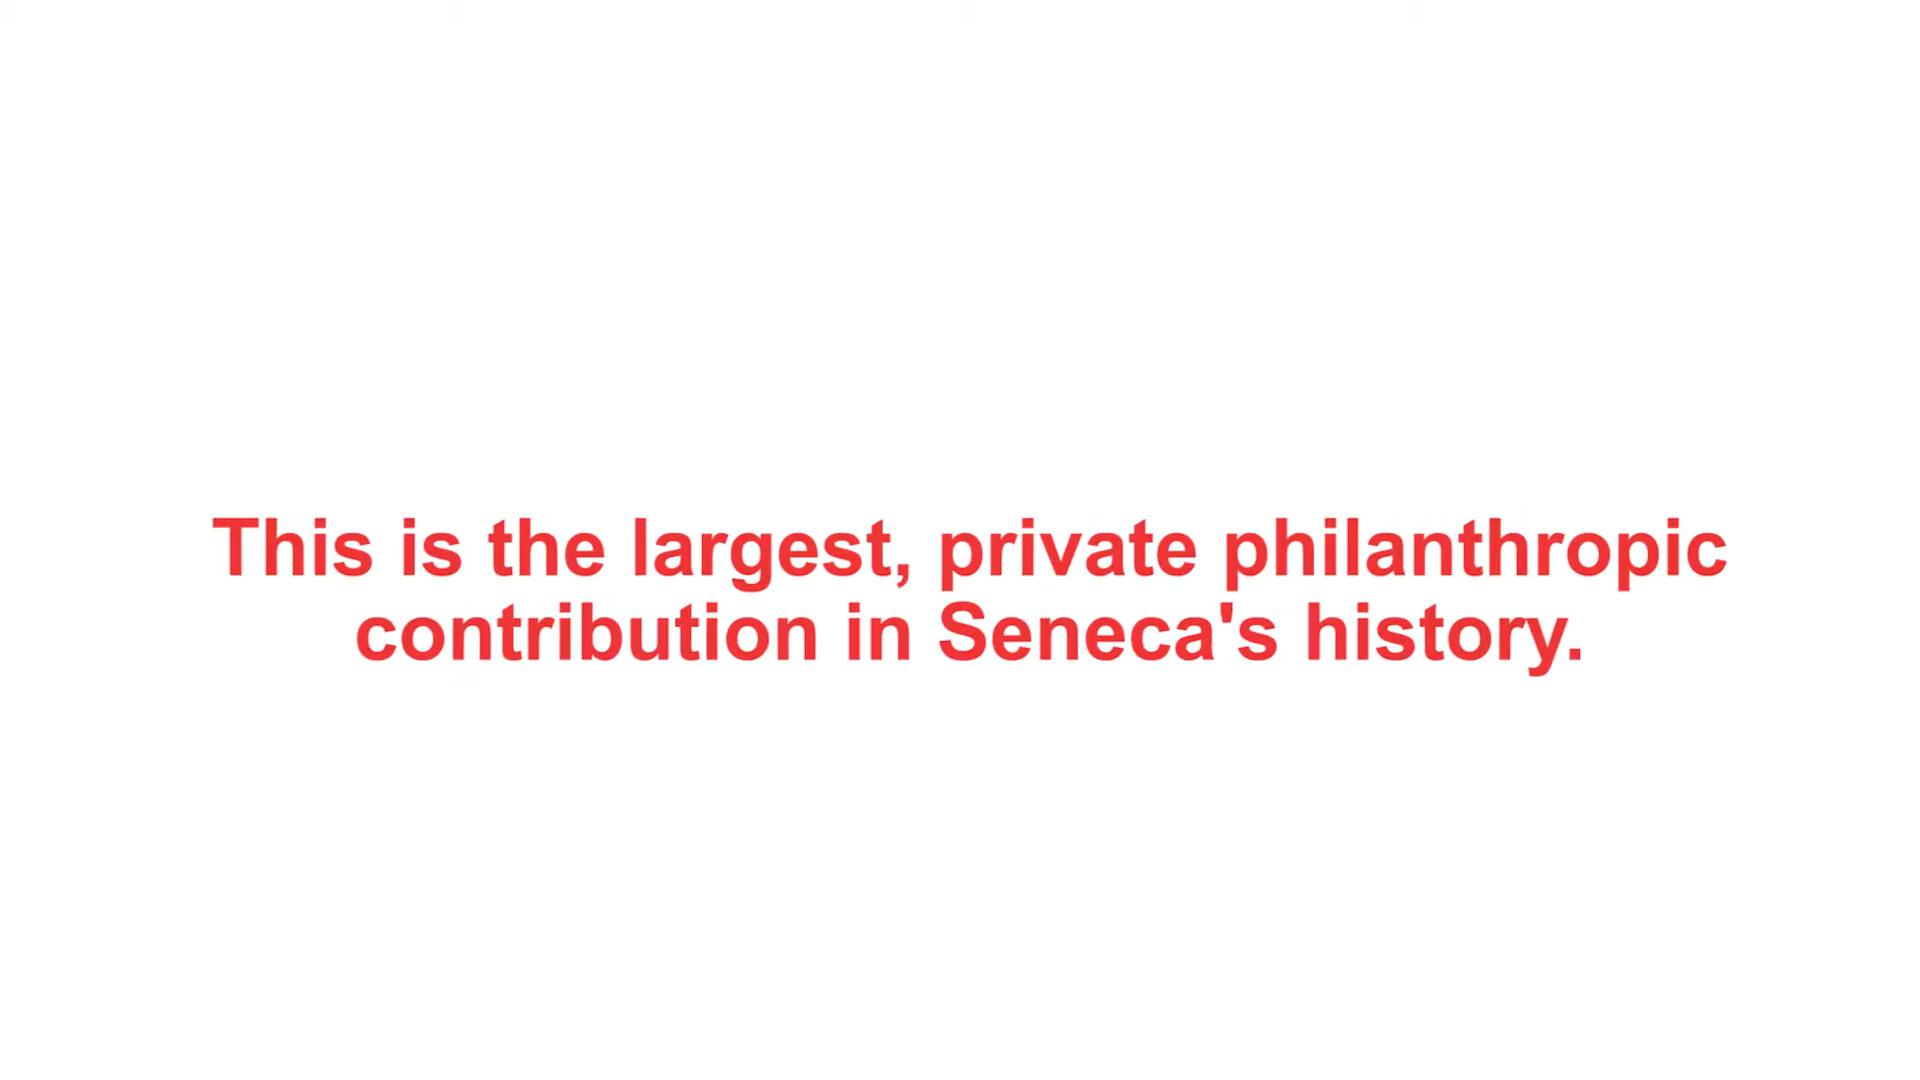 This is the largest, private philanthropic
contribution in Seneca's history.